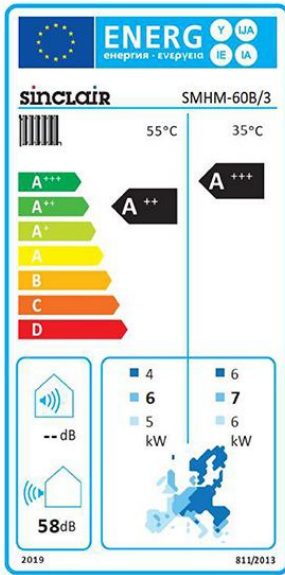 ENERG Y IJA
енергия · ενεργεια IE IA
sinclair SMHM-60B/3
55°C 35°C
A+++ A+++
A++ A++
A+
A
B
C
D
4 6
6 7
5 6
kW kW
--dB
58dB
2019 811/2013